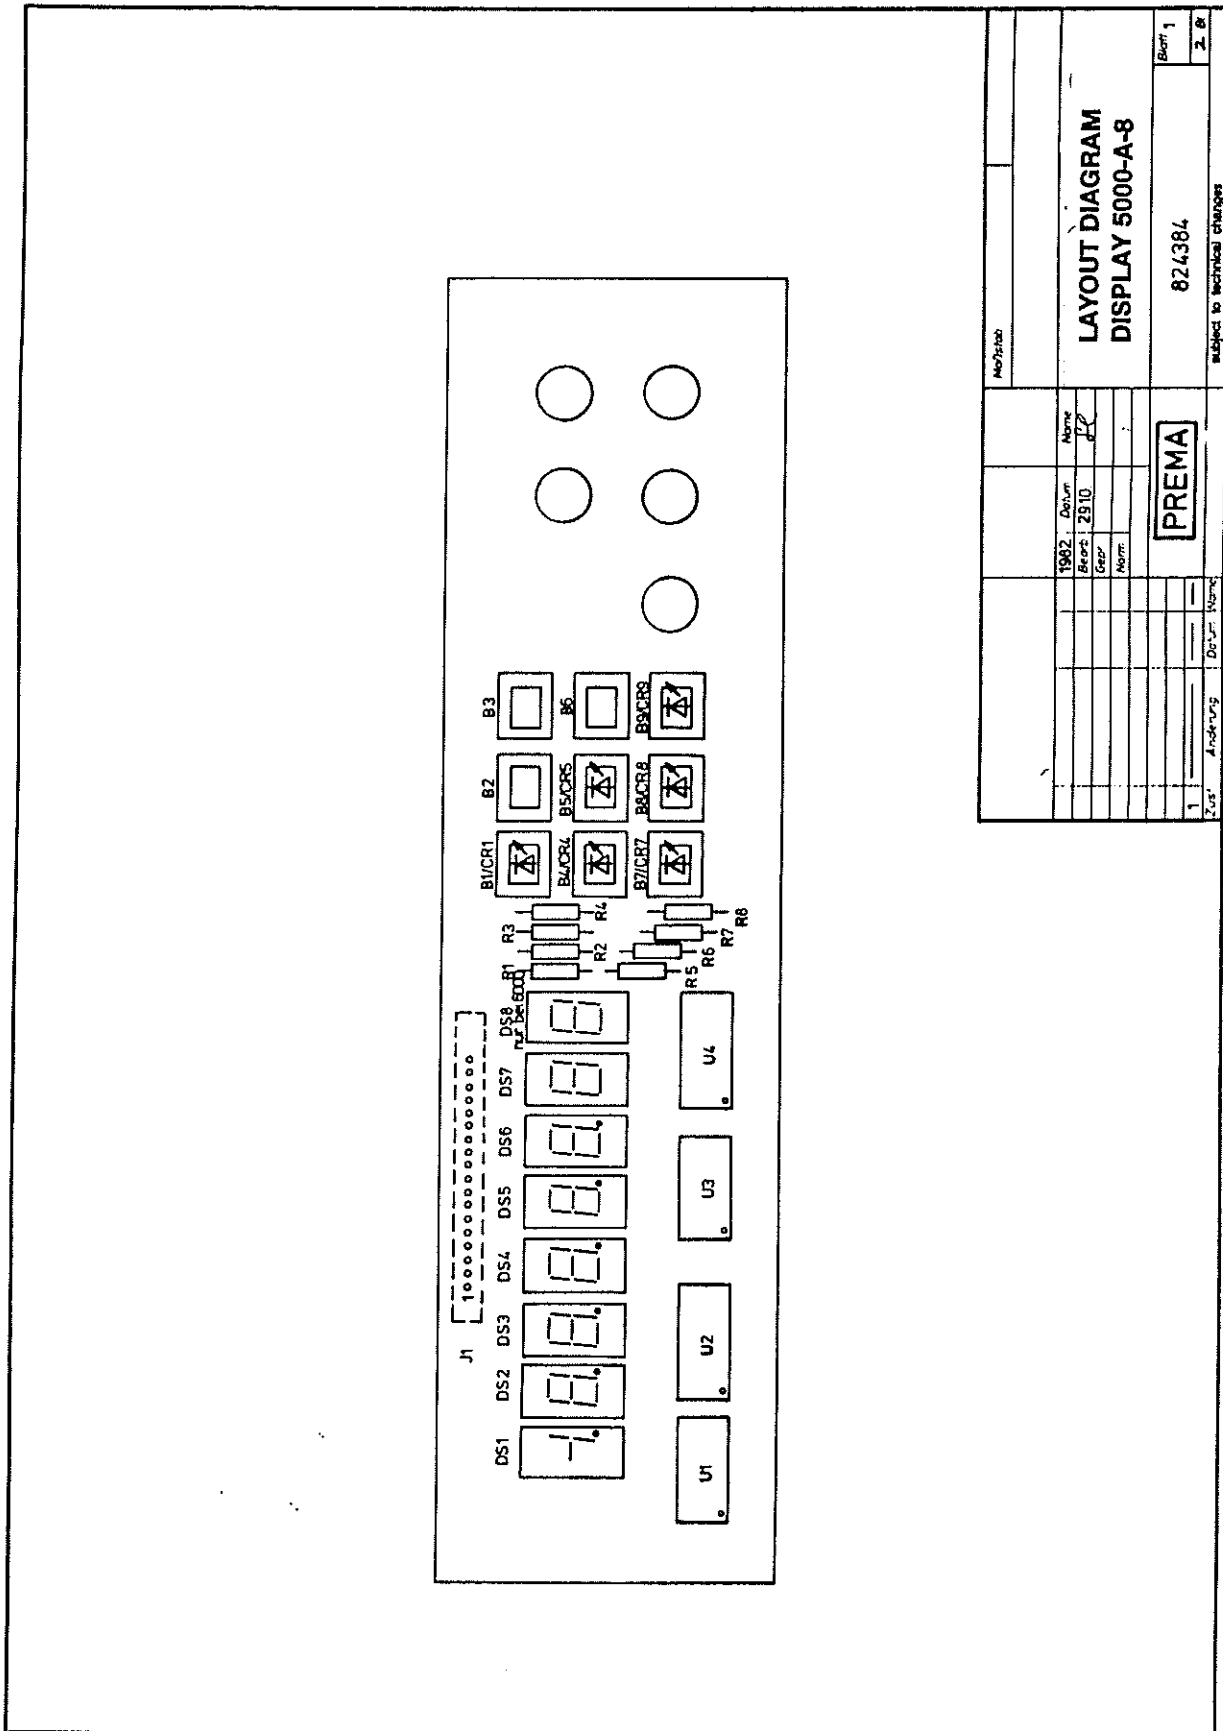 J1
1
DS1
DS2
DS3
DS4
DS5
DS6
DS7
DS8
nur bei 6000
R1
R2
R3
R4
R5
R6
R7
R8
B1/CR1
B2
B3
B4/CR4
B5/CR5
B6
B7/CR7
B8/CR8
B9/CR9
U1
U2
U3
U4
Maßstab
1982 Datum Name
Bearb 2910
Gepr
Norm
LAYOUT DIAGRAM
DISPLAY 5000-A-8
PREMA
824384
Blatt 1
2 Bl
1
Zust Änderung Datum Name
subject to technical changes